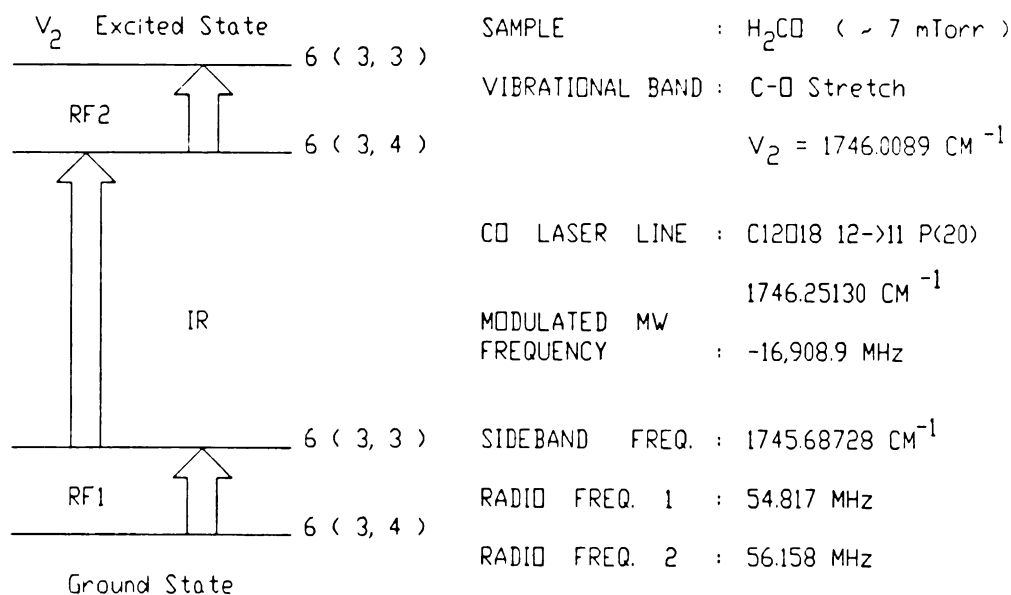 V2 Excited State
6 ( 3, 3 )
RF2
6 ( 3, 4 )
IR
6 ( 3, 3 )
RF1
6 ( 3, 4 )
Ground State
SAMPLE : H2CO ( ~ 7 mTorr )
VIBRATIONAL BAND : C-O Stretch
V2 = 1746.0089 CM -1
CO LASER LINE : C12O18 12->11 P(20)
1746.25130 CM -1
MODULATED MW
FREQUENCY : -16,908.9 MHz
SIDEBAND FREQ. : 1745.68728 CM-1
RADIO FREQ. 1 : 54.817 MHz
RADIO FREQ. 2 : 56.158 MHz